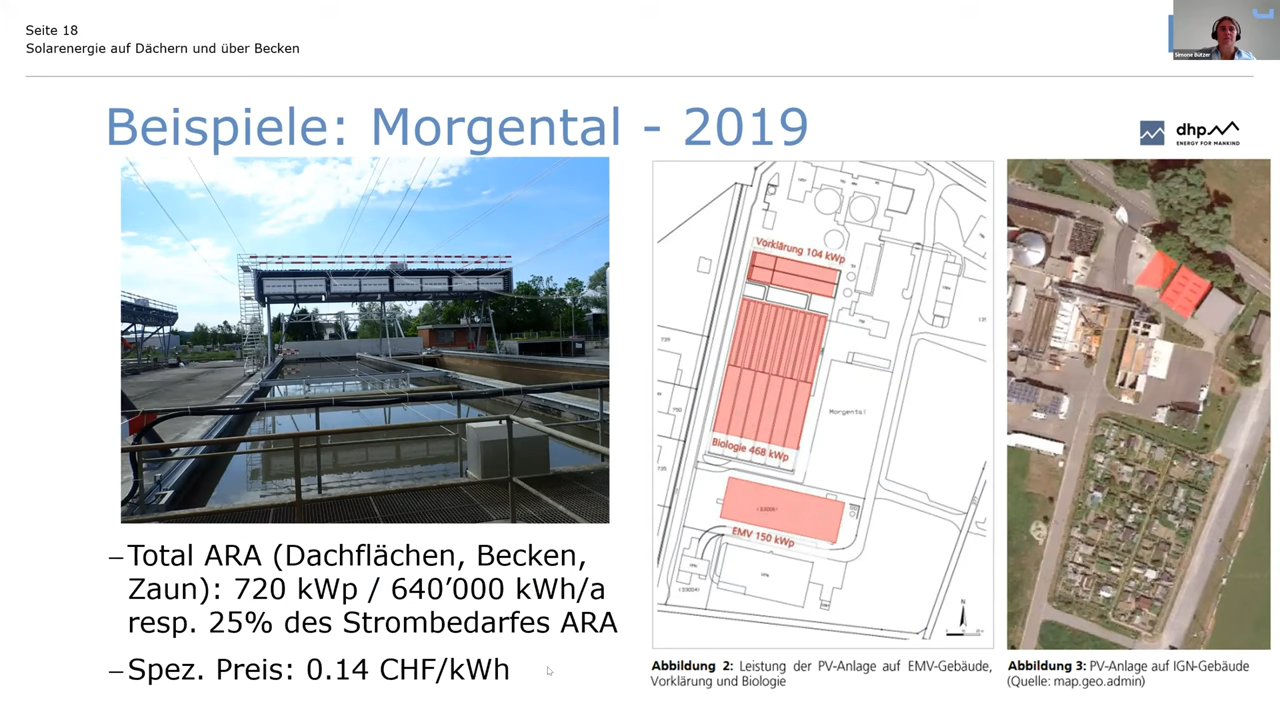 Seite 18
Solarenergie auf Dächern und über Becken
Simone Bützer
Beispiele: Morgental - 2019
dhp
ENERGY FOR MANKIND
Vorklärung 104 kWp
Morgental
Biologie 468 kWp
EMV 150 kWp
N
–Total ARA (Dachflächen, Becken,
Zaun): 720 kWp / 640’000 kWh/a
resp. 25% des Strombedarfes ARA
–Spez. Preis: 0.14 CHF/kWh
Abbildung 2: Leistung der PV-Anlage auf EMV-Gebäude,
Vorklärung und Biologie
Abbildung 3: PV-Anlage auf IGN-Gebäude
(Quelle: map.geo.admin)